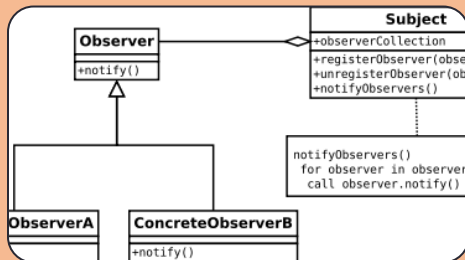 Subject
Observer
+observerCollection
+notify()
+registerObserver(obse
+unregisterObserver(ob
+notifyObservers()
notifyObservers()
for observer in observer
call observer.notify()
ObserverA
ConcreteObserverB
+notify()